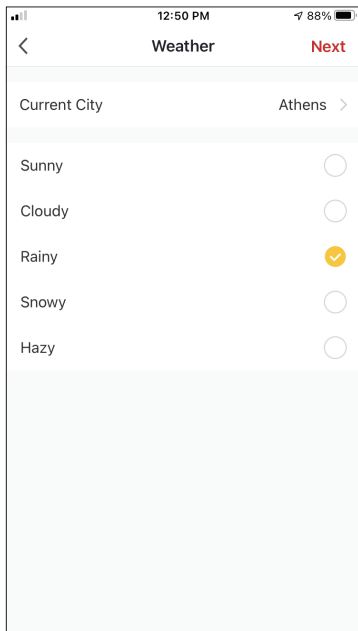 12:50 PM 88%
Weather Next
Current City Athens
Sunny
Cloudy
Rainy
Snowy
Hazy